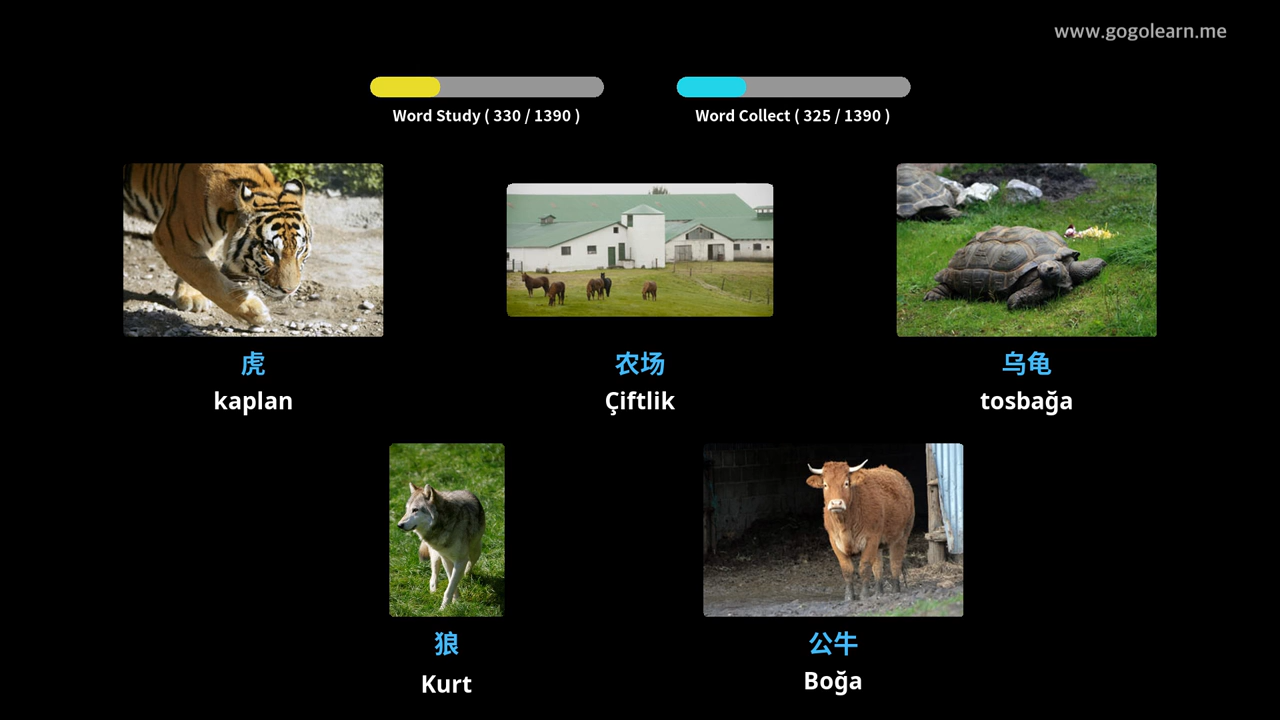 www.gogolearn.me
Word Study ( 330 / 1390 )
Word Collect ( 325 / 1390 )
虎
kaplan
农场
Çiftlik
乌龟
tosbağa
狼
Kurt
公牛
Boğa